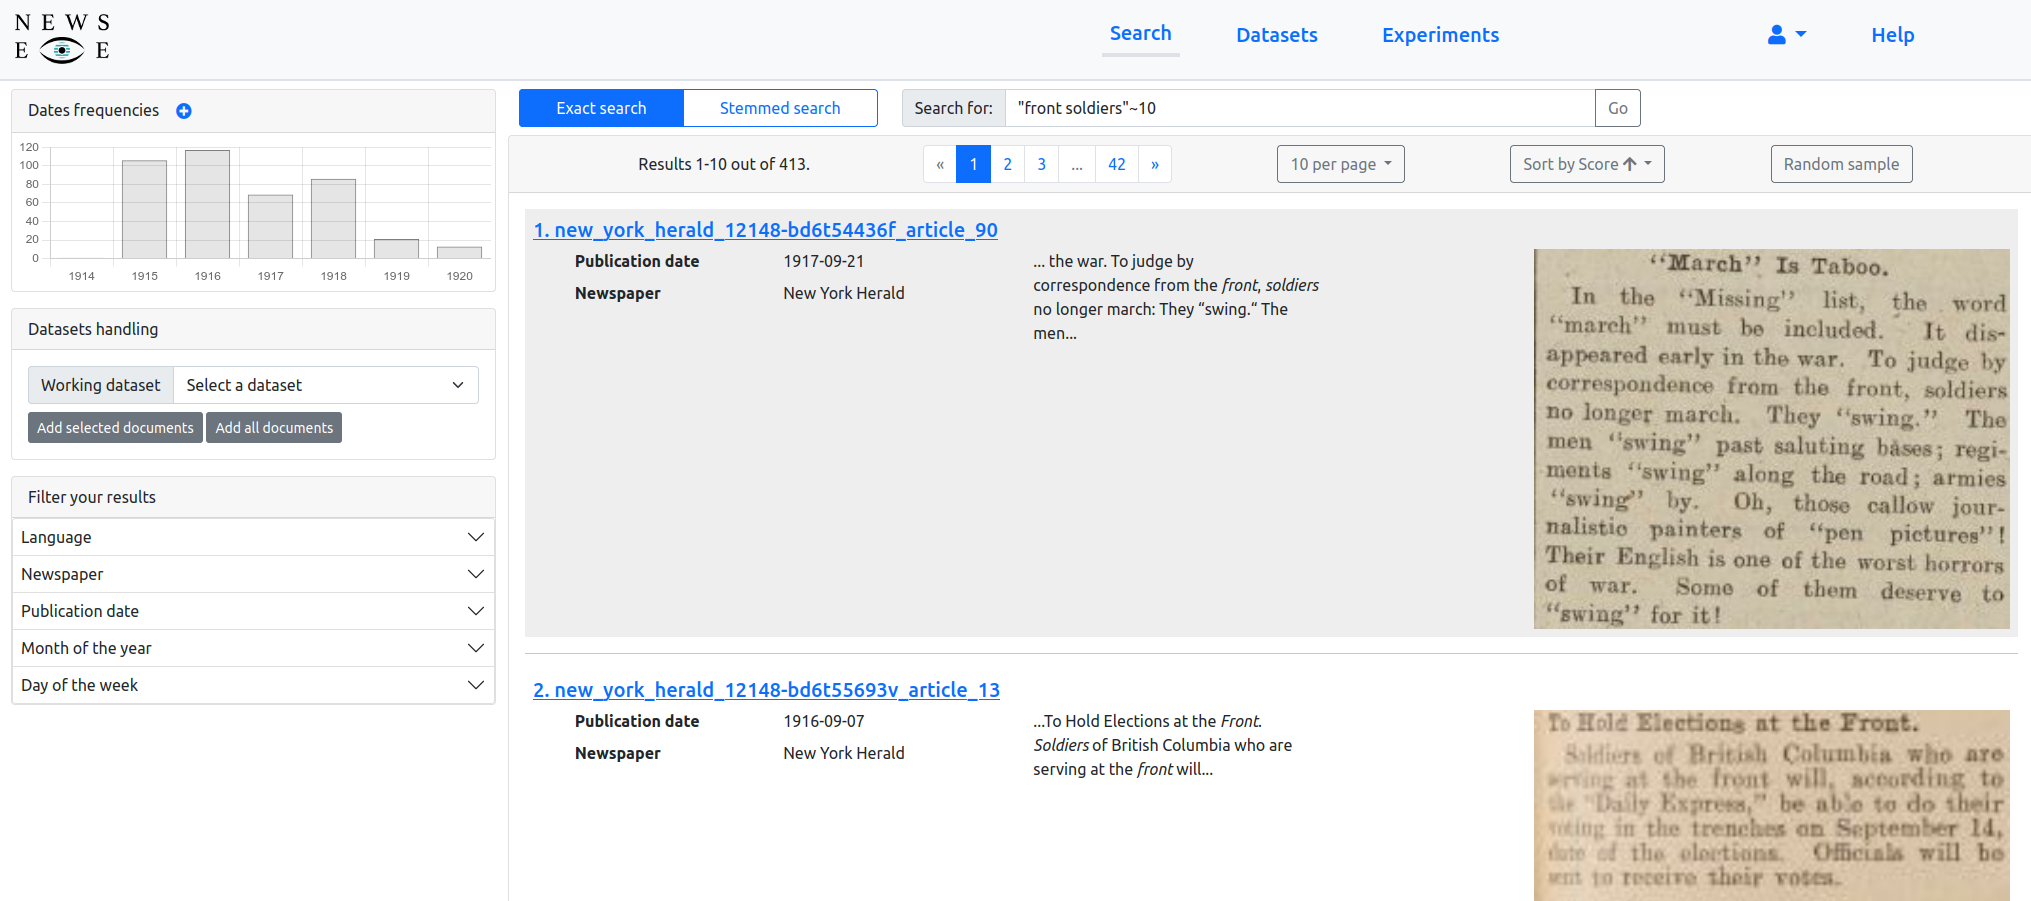 NEWS
E E
Search
Datasets
Experiments
Help
Dates frequencies
120
100
80
60
40
20
0
1914 1915 1916 1917 1918 1919 1920
Datasets handling
Working dataset Select a dataset
Add selected documents Add all documents
Filter your results
Language
Newspaper
Publication date
Month of the year
Day of the week
Exact search Stemmed search Search for: "front soldiers"~10 Go
Results 1-10 out of 413. « 1 2 3 ... 42 » 10 per page Sort by Score Random sample
1. new_york_herald_12148-bd6t54436f_article_90
Publication date 1917-09-21
Newspaper New York Herald
... the war. To judge by
correspondence from the front, soldiers
no longer march: They “swing.“ The
men...
“March” Is Taboo.
In the “Missing” list, the word
“march” must be included. It dis-
appeared early in the war. To judge by
correspondence from the front, soldiers
no longer march. They “swing.” The
men “swing” past saluting bases; regi-
ments “swing” along the road; armies
“swing” by. Oh, those callow jour-
nalistic painters of “pen pictures”!
Their English is one of the worst horrors
of war. Some of them deserve to
“swing” for it!
2. new_york_herald_12148-bd6t55693v_article_13
Publication date 1916-09-07
Newspaper New York Herald
...To Hold Elections at the Front.
Soldiers of British Columbia who are
serving at the front will...
To Hold Elections at the Front.
Soldiers of British Columbia who are
serving at the front will, according to
the “Daily Express,” be able to do their
voting in the trenches on September 14,
date of the elections. Officials will be
sent to receive their votes.